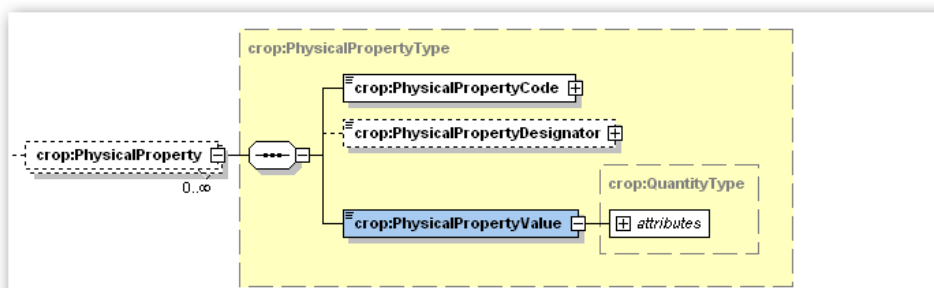 crop:PhysicalPropertyType
crop:PhysicalPropertyCode
crop:PhysicalPropertyDesignator
crop:PhysicalProperty
0..∞
crop:QuantityType
crop:PhysicalPropertyValue
attributes